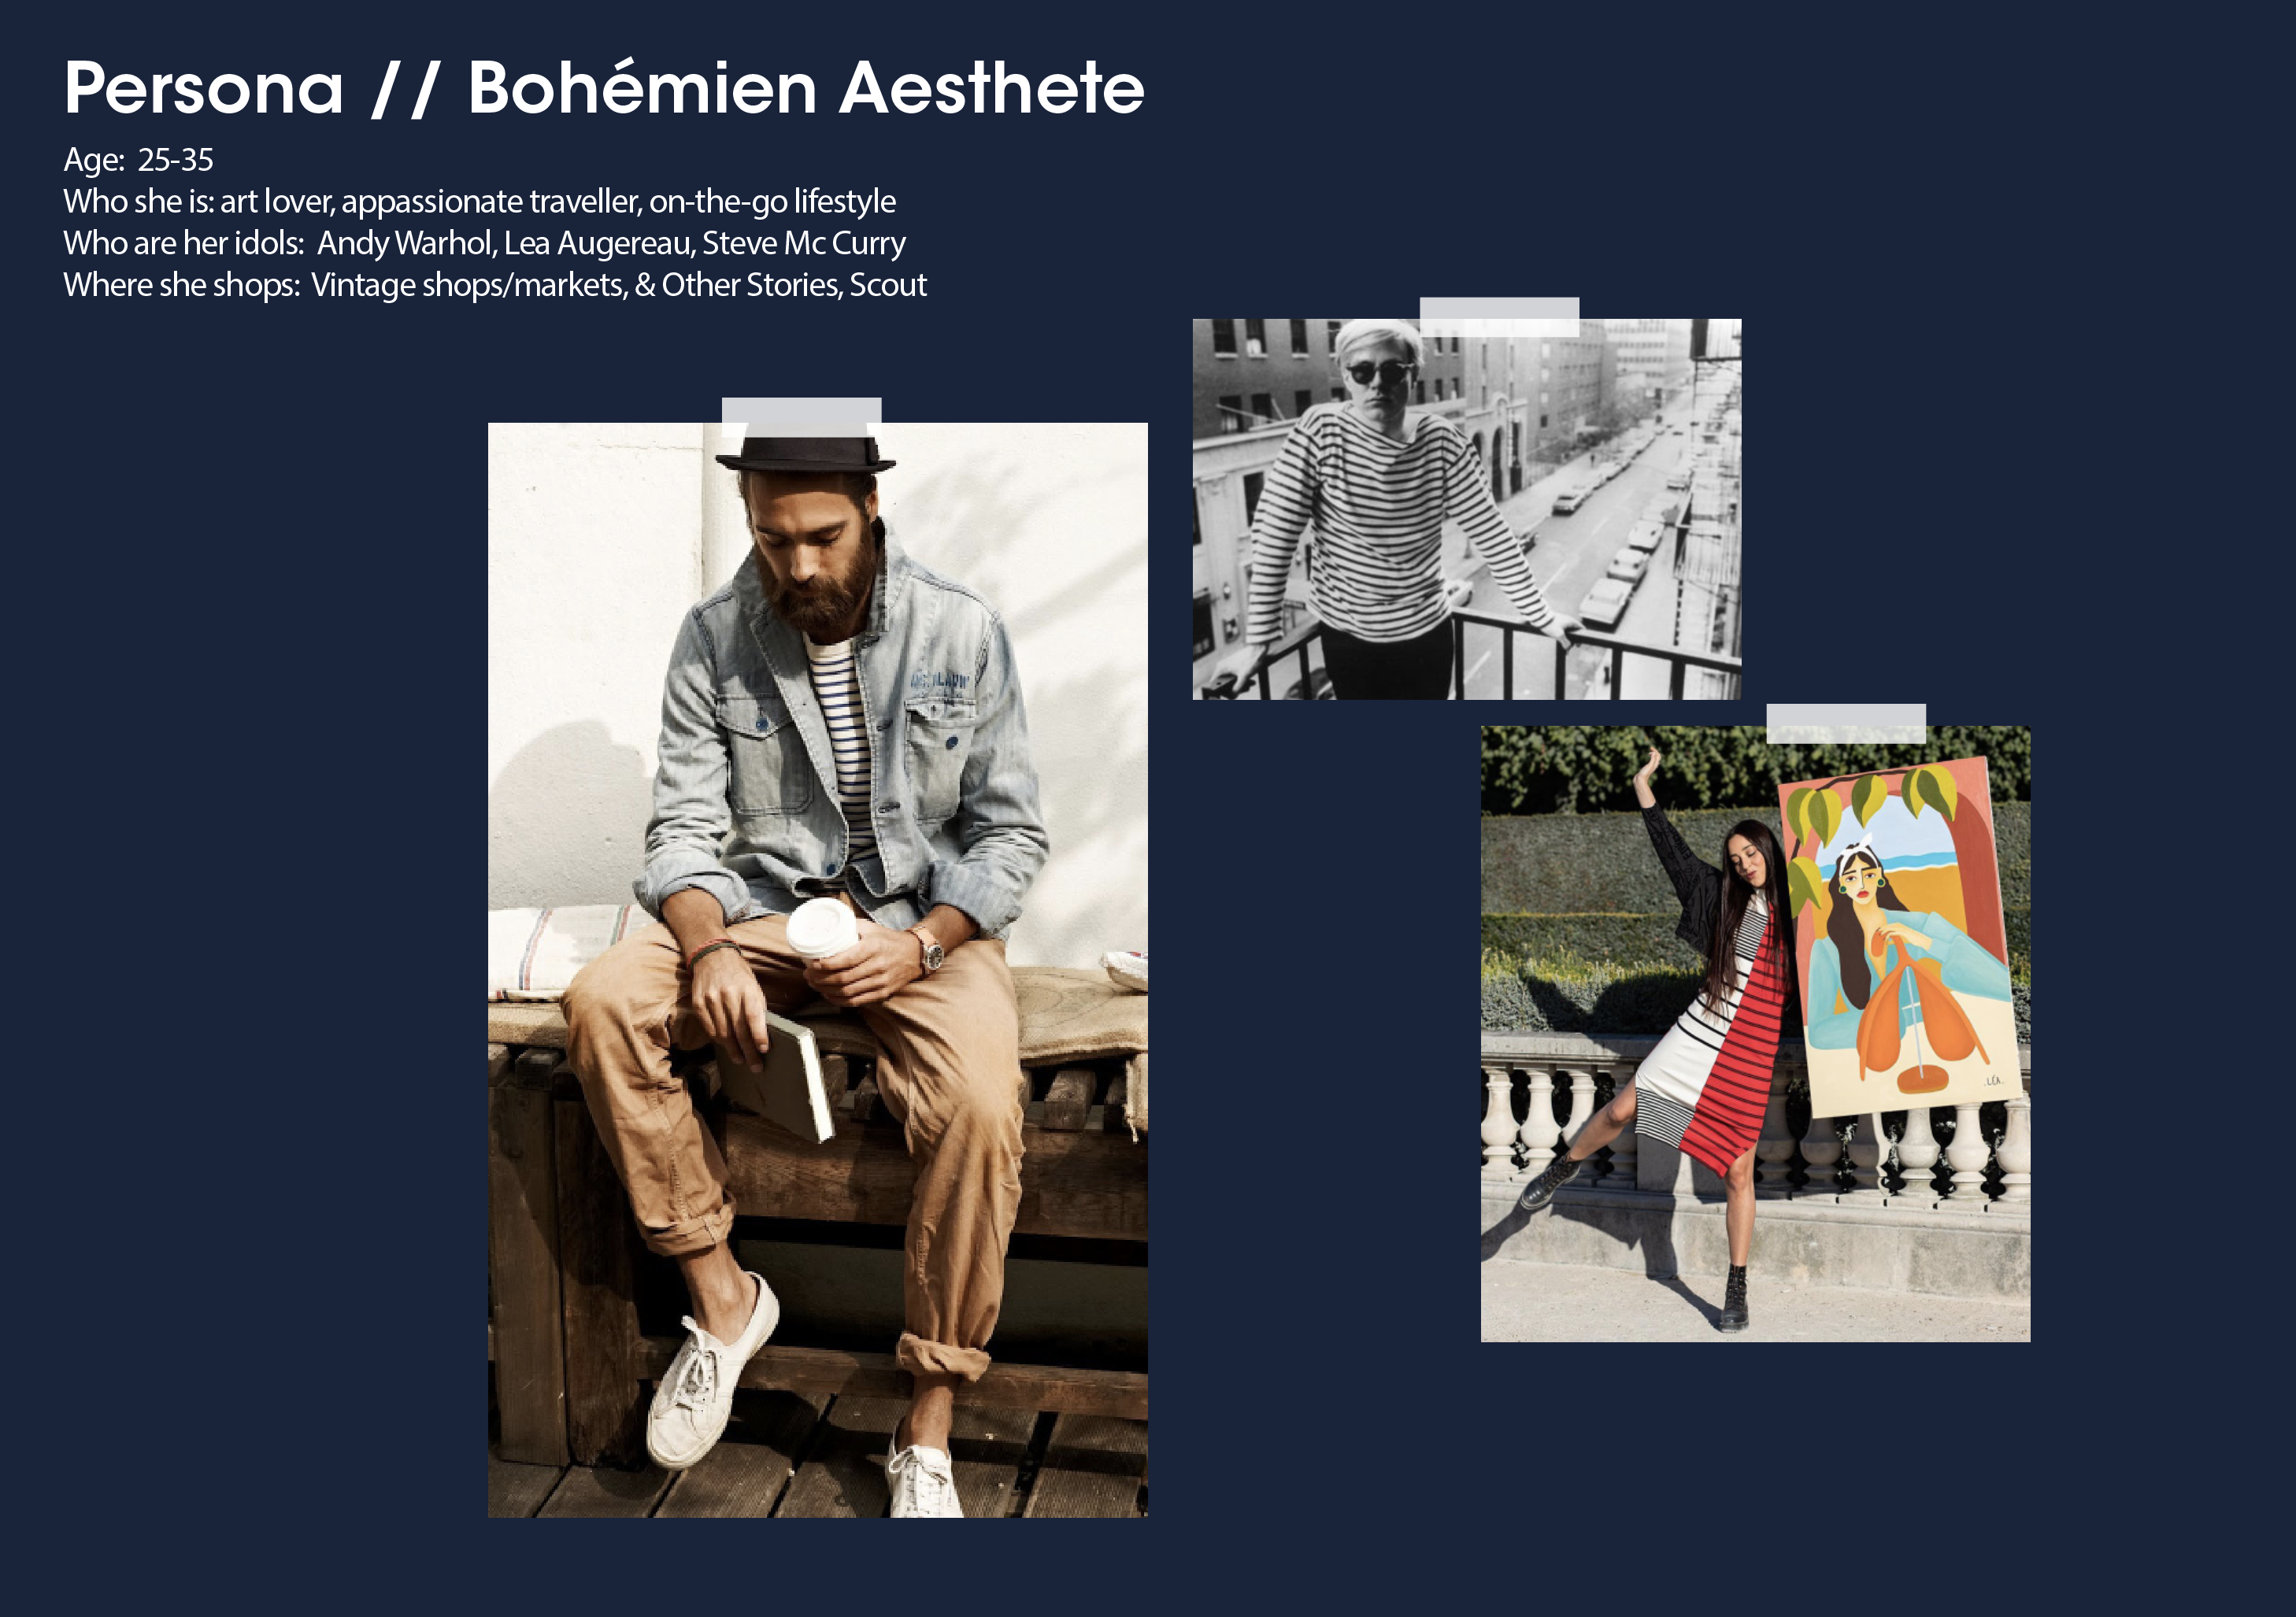 Persona // Bohémien Aesthete
Age: 25-35
Who she is: art lover, appassionate traveller, on-the-go lifestyle
Who are her idols: Andy Warhol, Lea Augereau, Steve Mc Curry
Where she shops: Vintage shops/markets, & Other Stories, Scout
.LÉA.